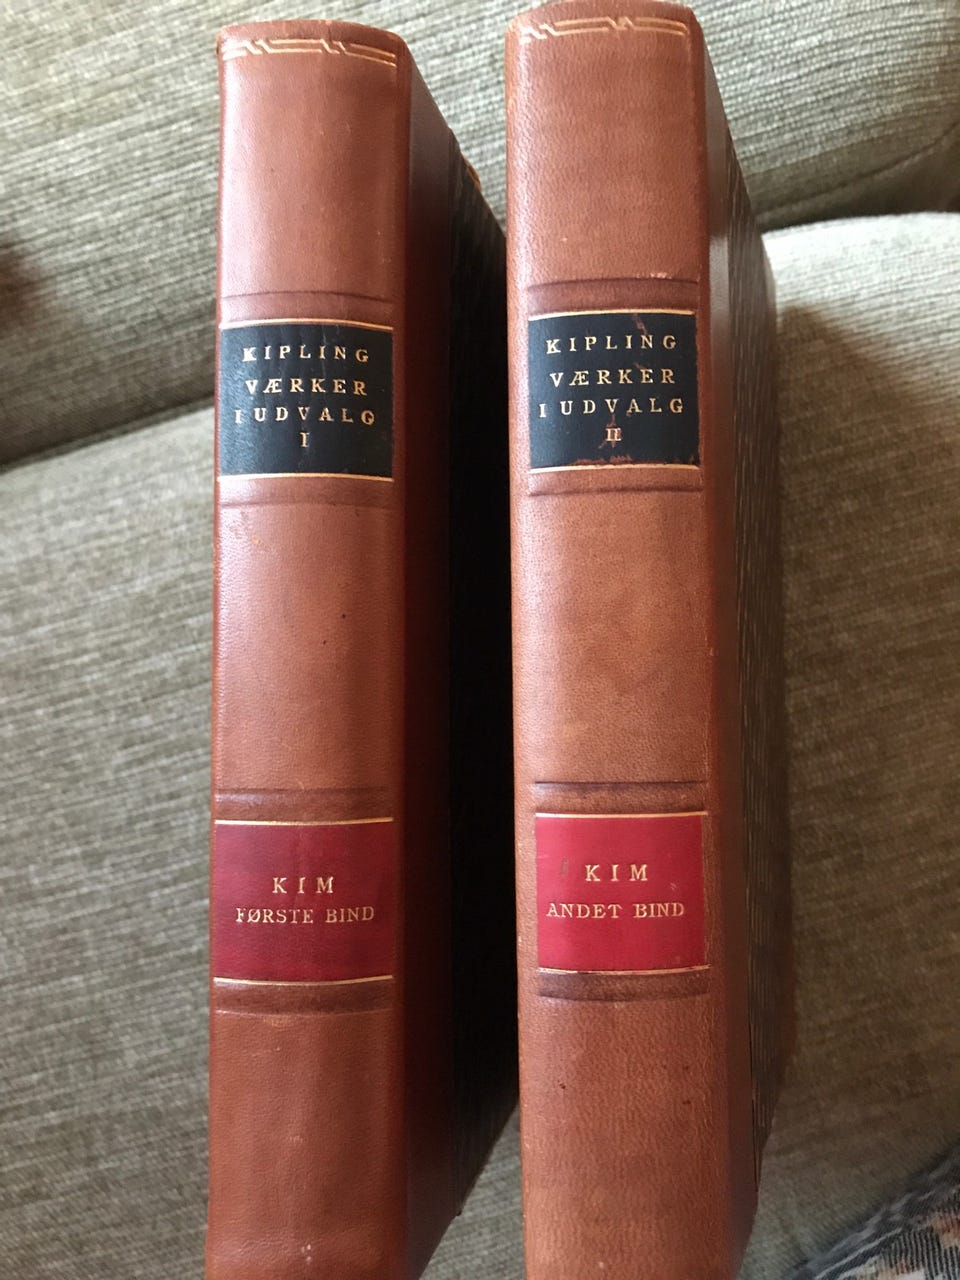 KIPLING
VÆRKER
I UDVALG
I
KIM
FØRSTE BIND
KIPLING
VÆRKER
I UDVALG
II
KIM
ANDET BIND